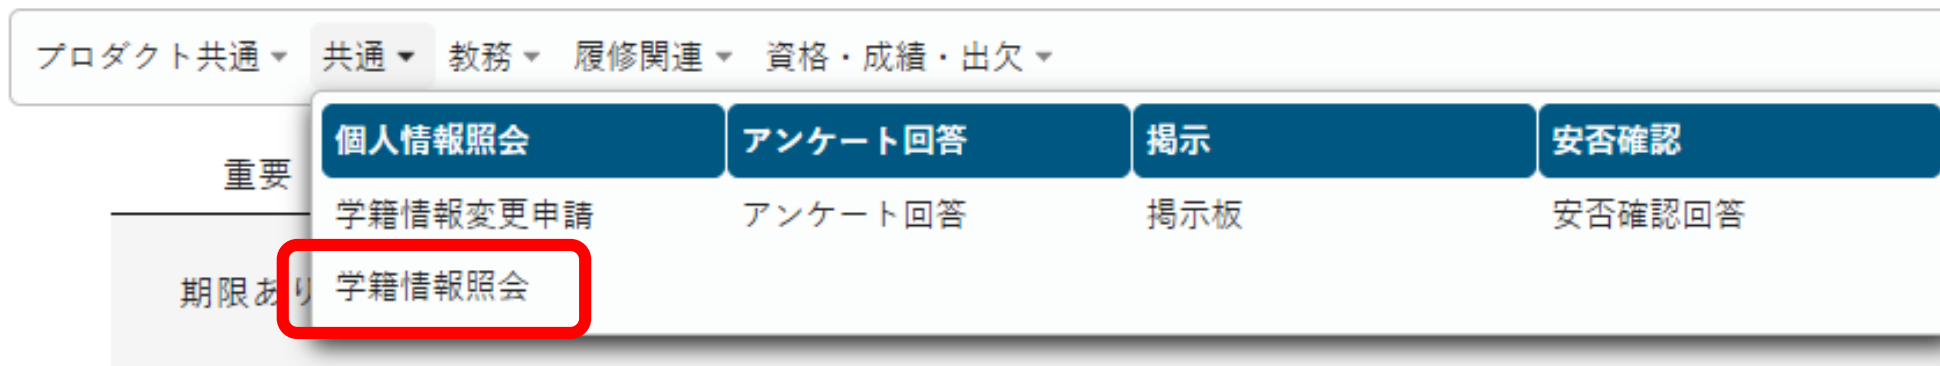 プロダクト共通 共通 教務 履修関連 資格・成績・出欠
個人情報照会 アンケート回答 掲示 安否確認
重要
学籍情報変更申請 アンケート回答 掲示板 安否確認回答
期限あり
学籍情報照会